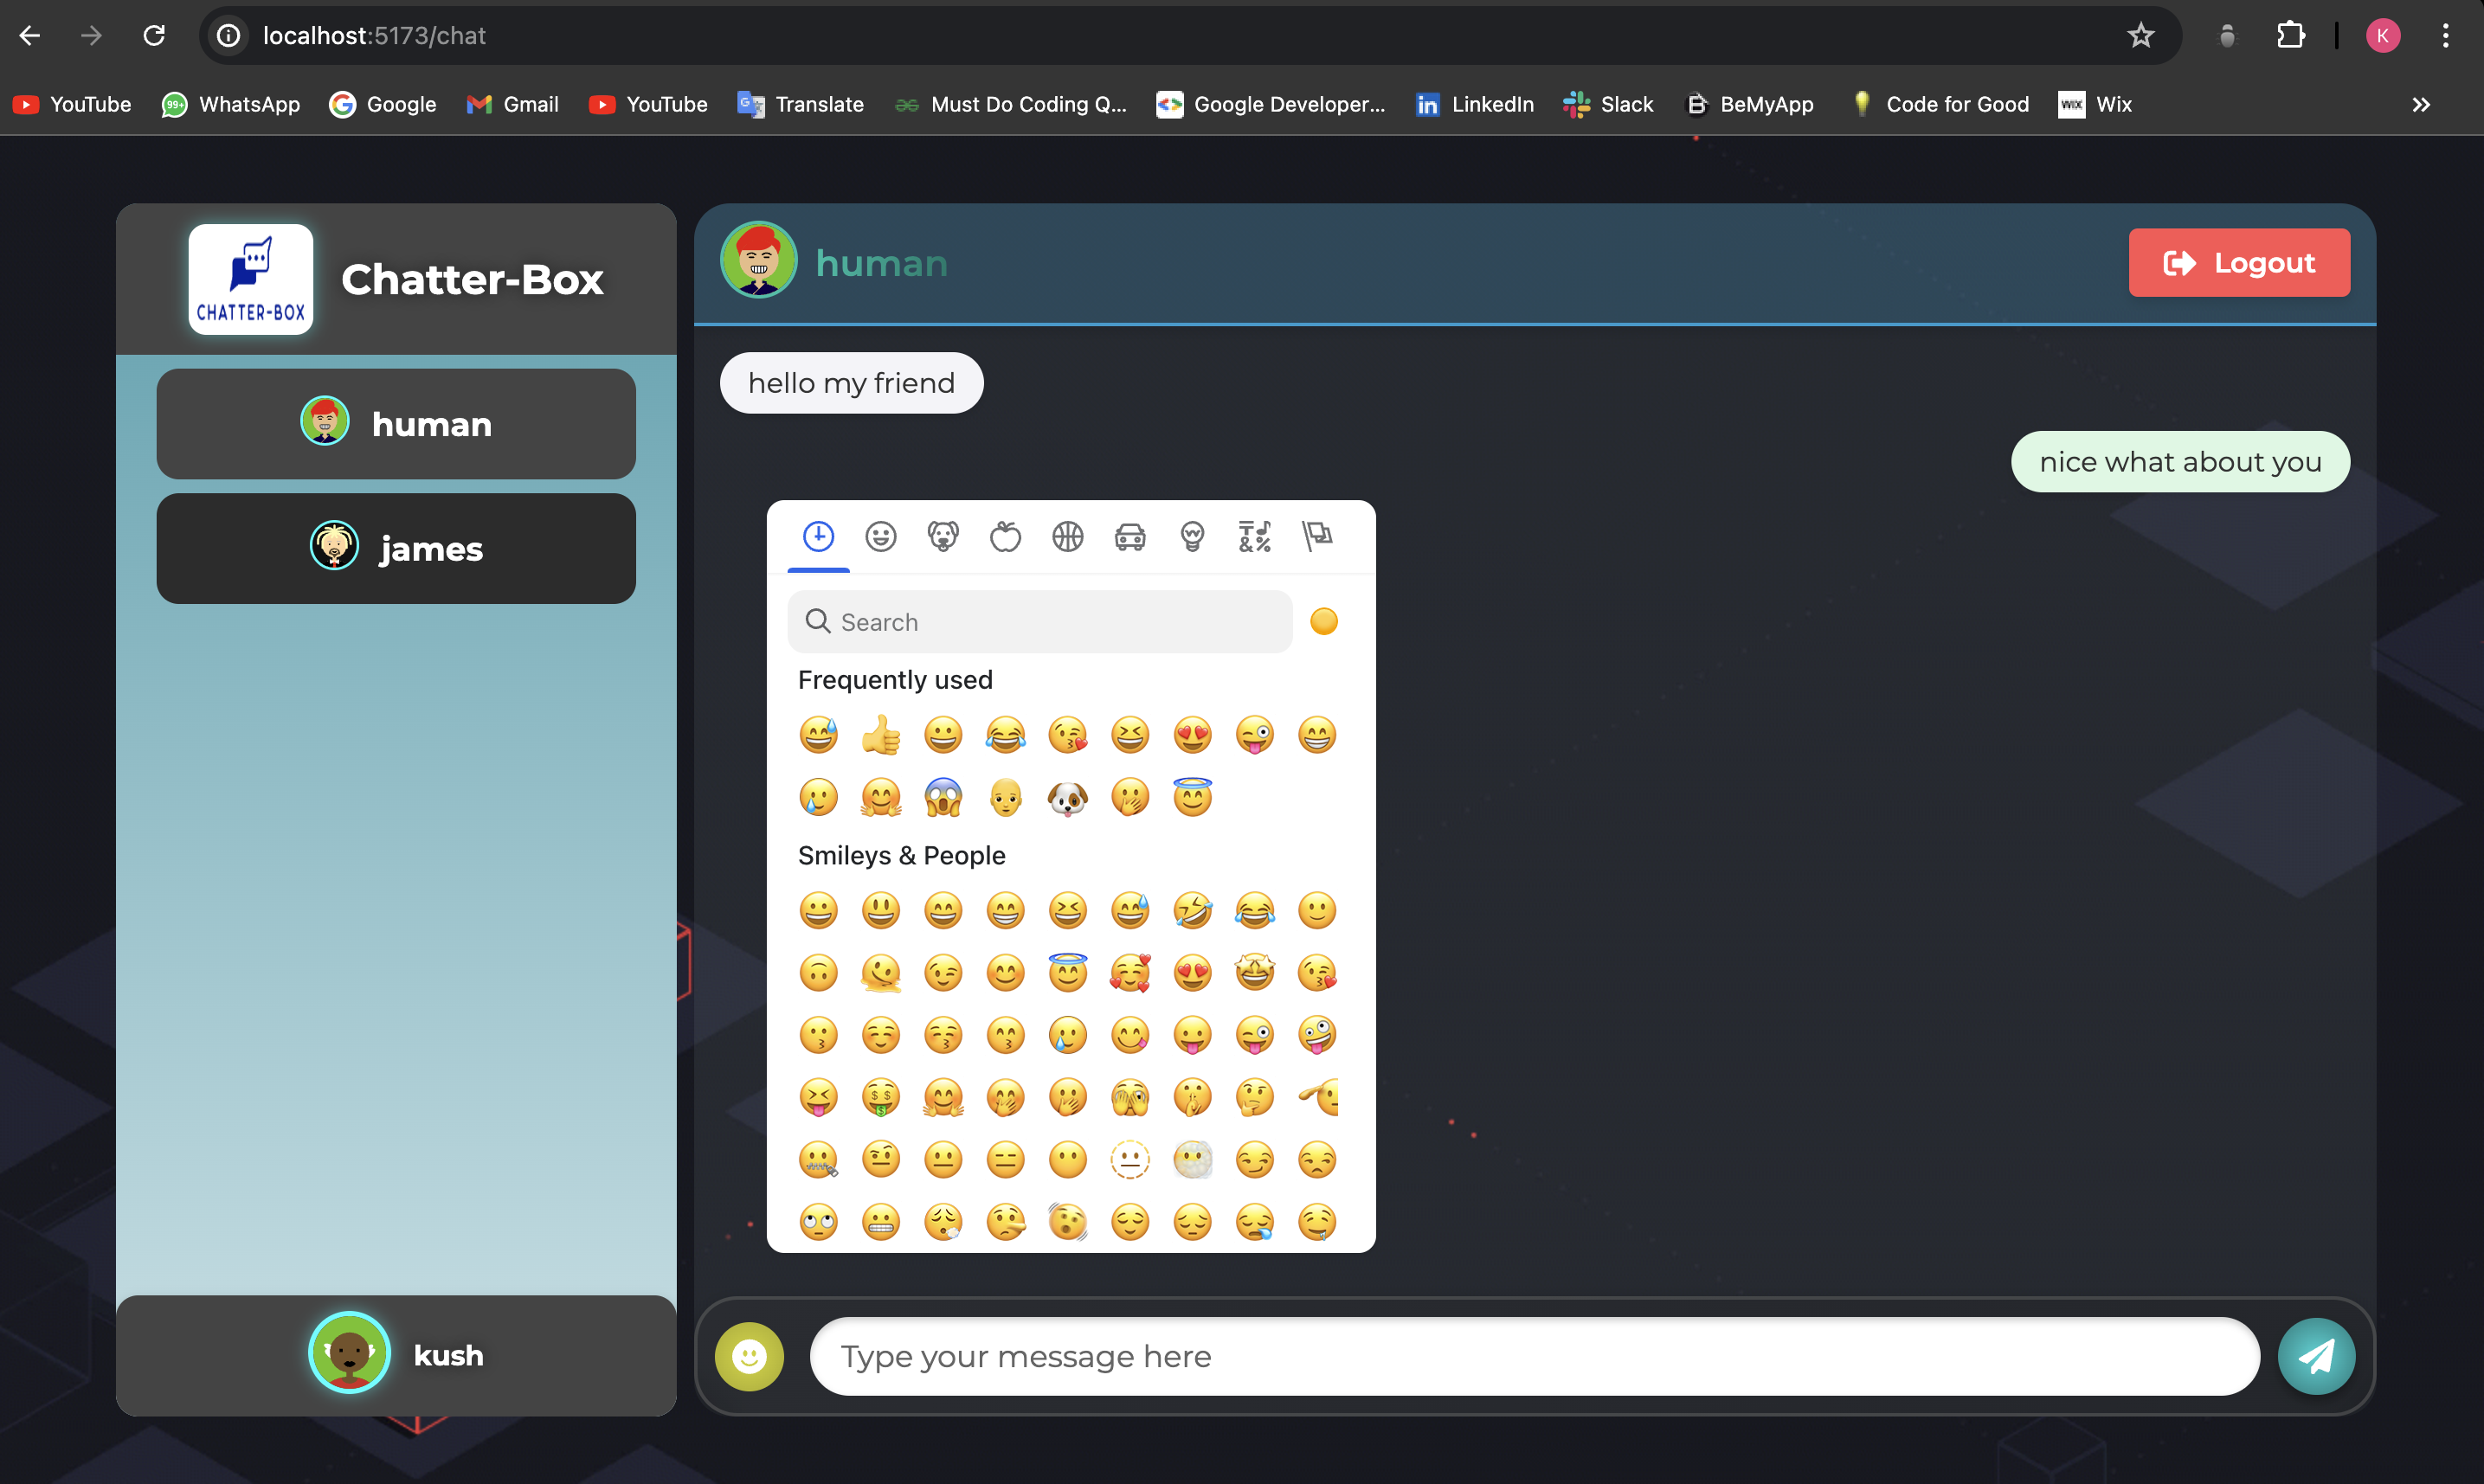 localhost:5173/chat
K
YouTube
99+
WhatsApp
Google
Gmail
YouTube
Translate
Must Do Coding Q...
Google Developer...
LinkedIn
Slack
BeMyApp
Code for Good
WIX
Wix
CHATTER-BOX
Chatter-Box
human
Logout
hello my friend
human
nice what about you
james
Search
Frequently used
Smileys & People
kush
Type your message here